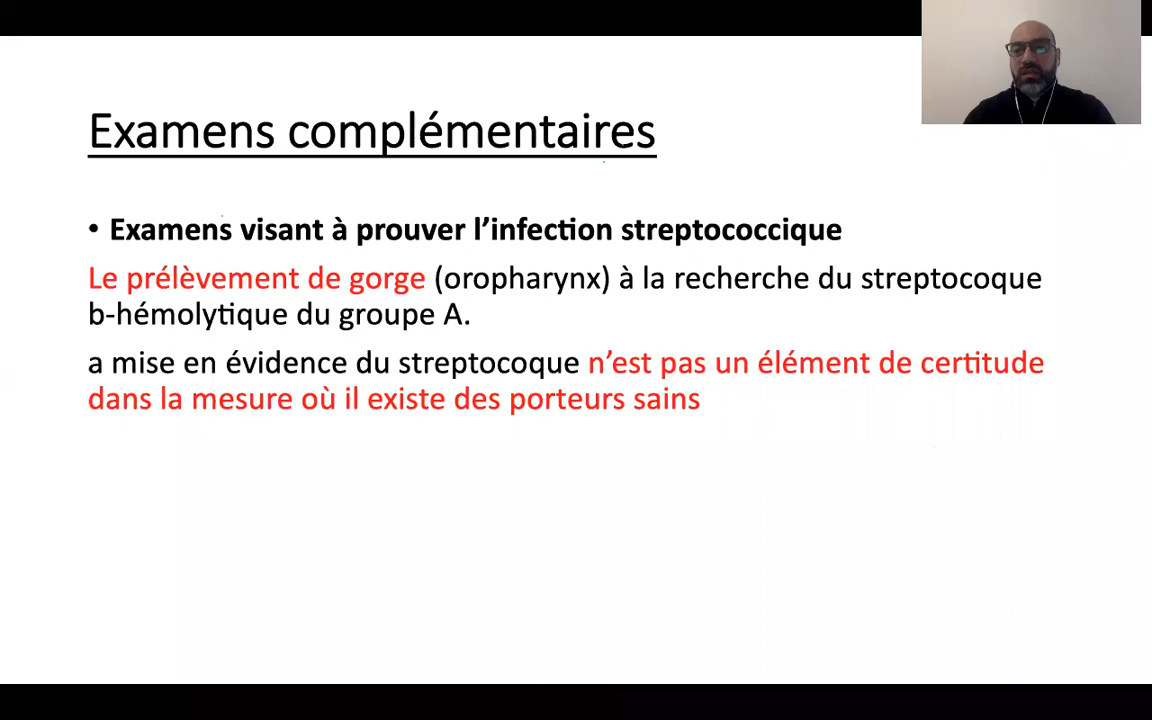 Examens complémentaires
• Examens visant à prouver l’infection streptococcique
Le prélèvement de gorge (oropharynx) à la recherche du streptocoque
b-hémolytique du groupe A.
a mise en évidence du streptocoque n’est pas un élément de certitude
dans la mesure où il existe des porteurs sains